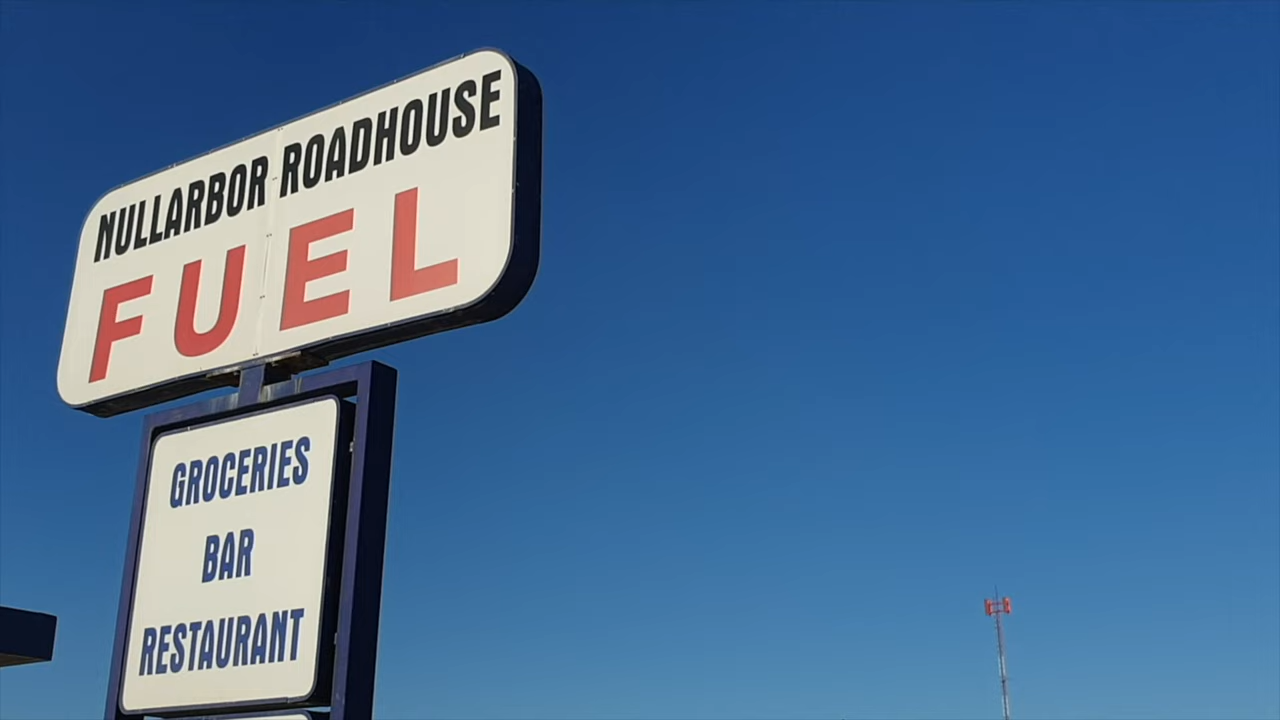 NULLARBOR ROADHOUSE
FUEL
GROCERIES
BAR
RESTAURANT